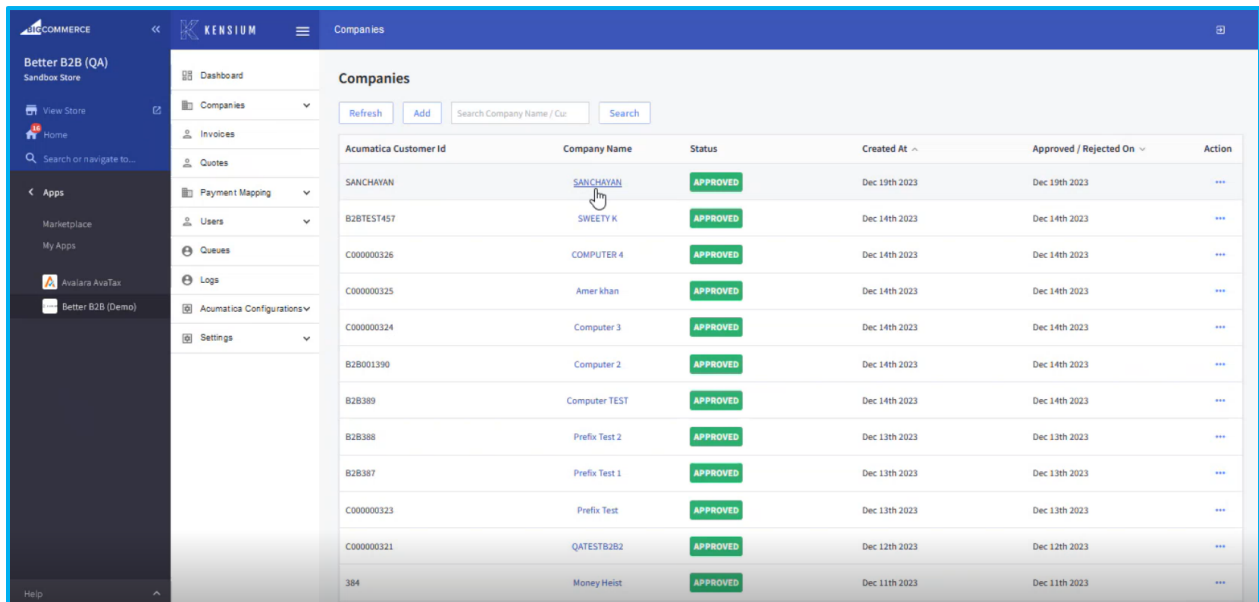 BIGCOMMERCE
Better B2B (QA)
Sandbox Store
View Store
16
Home
Search or navigate to...
Apps
Marketplace
My Apps
Avalara AvaTax
Better B2B (Demo)
Help
KENSIUM
Dashboard
Companies
Invoices
Quotes
Payment Mapping
Users
Queues
Logs
Acumatica Configurations
Settings
Companies
Companies
Refresh Add Search Company Name / Cu Search
Acumatica Customer Id Company Name Status Created At Approved / Rejected On Action
SANCHAYAN SANCHAYAN APPROVED Dec 19th 2023 Dec 19th 2023
B2BTEST457 SWEETY K APPROVED Dec 14th 2023 Dec 14th 2023
C000000326 COMPUTER 4 APPROVED Dec 14th 2023 Dec 14th 2023
C000000325 Amer khan APPROVED Dec 14th 2023 Dec 14th 2023
C000000324 Computer 3 APPROVED Dec 14th 2023 Dec 14th 2023
B2B001390 Computer 2 APPROVED Dec 14th 2023 Dec 14th 2023
B2B389 Computer TEST APPROVED Dec 14th 2023 Dec 14th 2023
B2B388 Prefix Test 2 APPROVED Dec 13th 2023 Dec 13th 2023
B2B387 Prefix Test 1 APPROVED Dec 13th 2023 Dec 13th 2023
C000000323 Prefix Test APPROVED Dec 13th 2023 Dec 13th 2023
C000000321 QATESTB2B2 APPROVED Dec 12th 2023 Dec 12th 2023
384 Money Heist APPROVED Dec 11th 2023 Dec 11th 2023